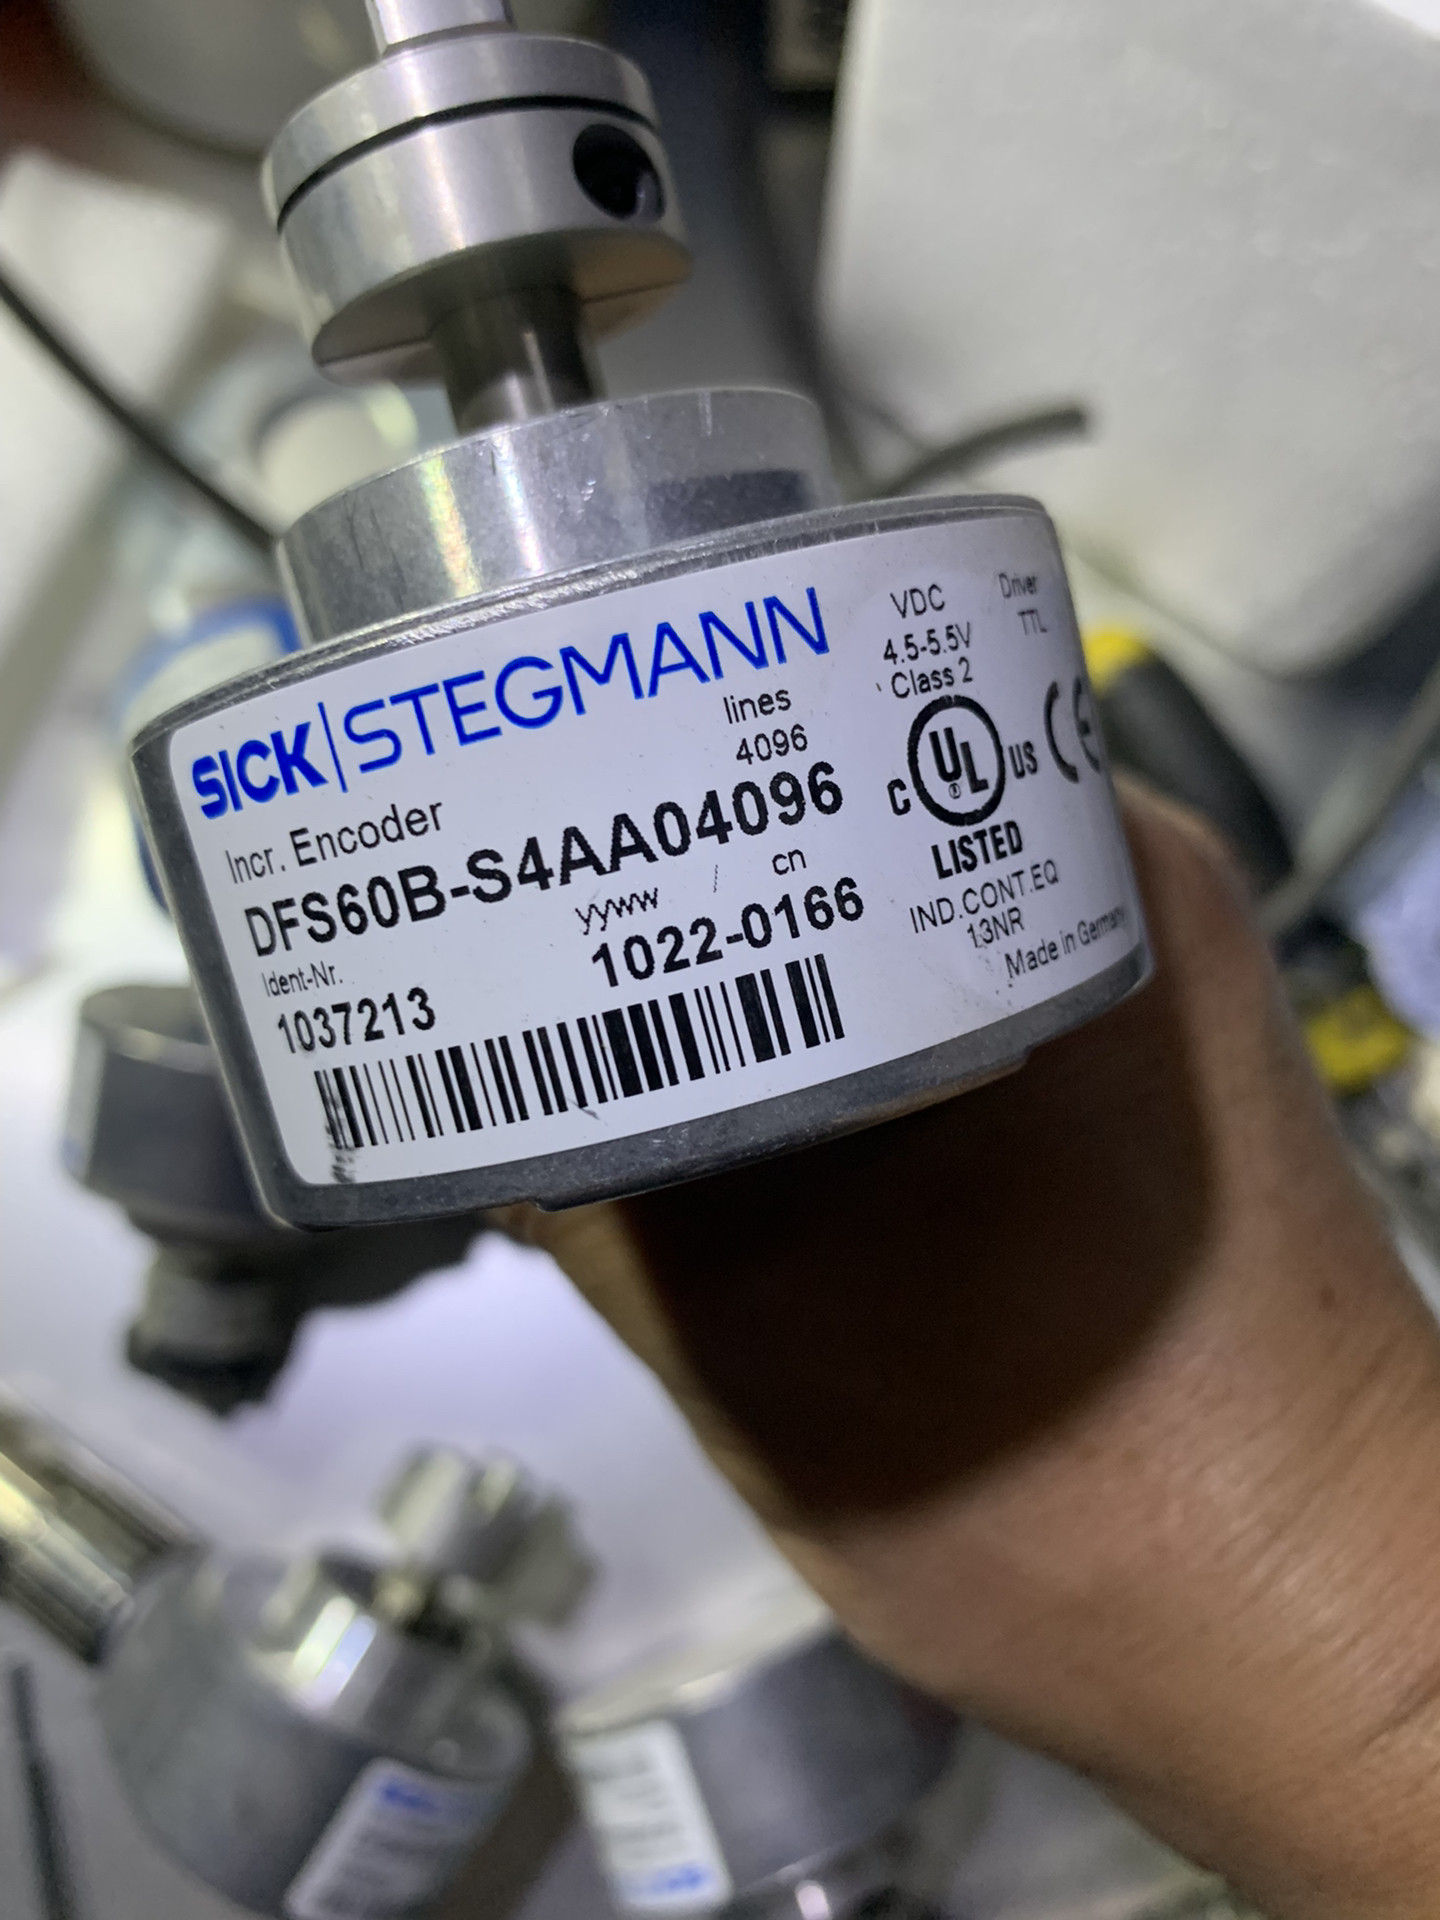 SICK|STEGMANN
VDC
4.5-5.5V
Class 2
Driver
TTL
lines
4096
Incr. Encoder
DFS60B-S4AA04096
yyww / cn
1022-0166
Ident-Nr.
1037213
C UL® US CE
LISTED
IND.CONT.EQ
13NR
Made in Germany